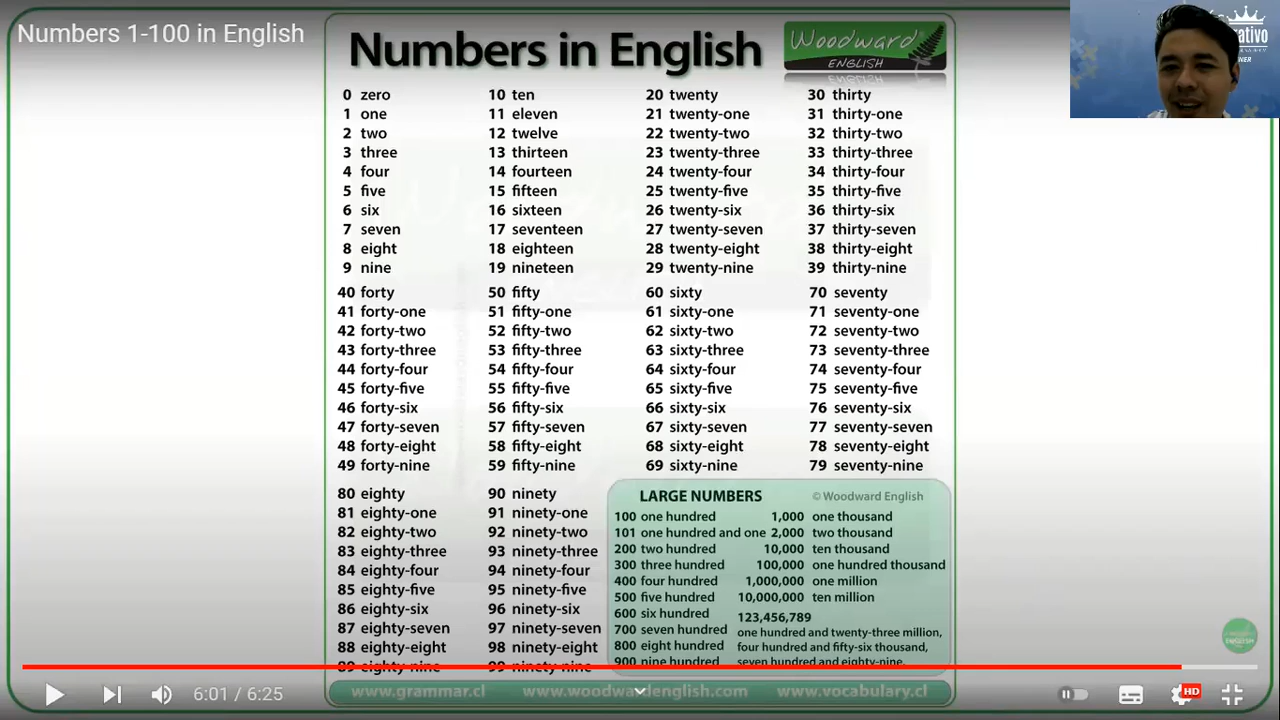 Numbers 1-100 in English
Numbers in English
Woodward
ENGLISH
0 zero
1 one
2 two
3 three
4 four
5 five
6 six
7 seven
8 eight
9 nine
10 ten
11 eleven
12 twelve
13 thirteen
14 fourteen
15 fifteen
16 sixteen
17 seventeen
18 eighteen
19 nineteen
20 twenty
21 twenty-one
22 twenty-two
23 twenty-three
24 twenty-four
25 twenty-five
26 twenty-six
27 twenty-seven
28 twenty-eight
29 twenty-nine
30 thirty
31 thirty-one
32 thirty-two
33 thirty-three
34 thirty-four
35 thirty-five
36 thirty-six
37 thirty-seven
38 thirty-eight
39 thirty-nine
40 forty
41 forty-one
42 forty-two
43 forty-three
44 forty-four
45 forty-five
46 forty-six
47 forty-seven
48 forty-eight
49 forty-nine
50 fifty
51 fifty-one
52 fifty-two
53 fifty-three
54 fifty-four
55 fifty-five
56 fifty-six
57 fifty-seven
58 fifty-eight
59 fifty-nine
60 sixty
61 sixty-one
62 sixty-two
63 sixty-three
64 sixty-four
65 sixty-five
66 sixty-six
67 sixty-seven
68 sixty-eight
69 sixty-nine
70 seventy
71 seventy-one
72 seventy-two
73 seventy-three
74 seventy-four
75 seventy-five
76 seventy-six
77 seventy-seven
78 seventy-eight
79 seventy-nine
80 eighty
81 eighty-one
82 eighty-two
83 eighty-three
84 eighty-four
85 eighty-five
86 eighty-six
87 eighty-seven
88 eighty-eight
89 eighty-nine
90 ninety
91 ninety-one
92 ninety-two
93 ninety-three
94 ninety-four
95 ninety-five
96 ninety-six
97 ninety-seven
98 ninety-eight
99 ninety-nine
LARGE NUMBERS
© Woodward English
100 one hundred
101 one hundred and one
200 two hundred
300 three hundred
400 four hundred
500 five hundred
600 six hundred
700 seven hundred
800 eight hundred
900 nine hundred
1,000 one thousand
2,000 two thousand
10,000 ten thousand
100,000 one hundred thousand
1,000,000 one million
10,000,000 ten million
123,456,789
one hundred and twenty-three million,
four hundred and fifty-six thousand,
seven hundred and eighty-nine.
www.grammar.cl www.woodwardenglish.com www.vocabulary.cl
6:01 / 6:25
HD